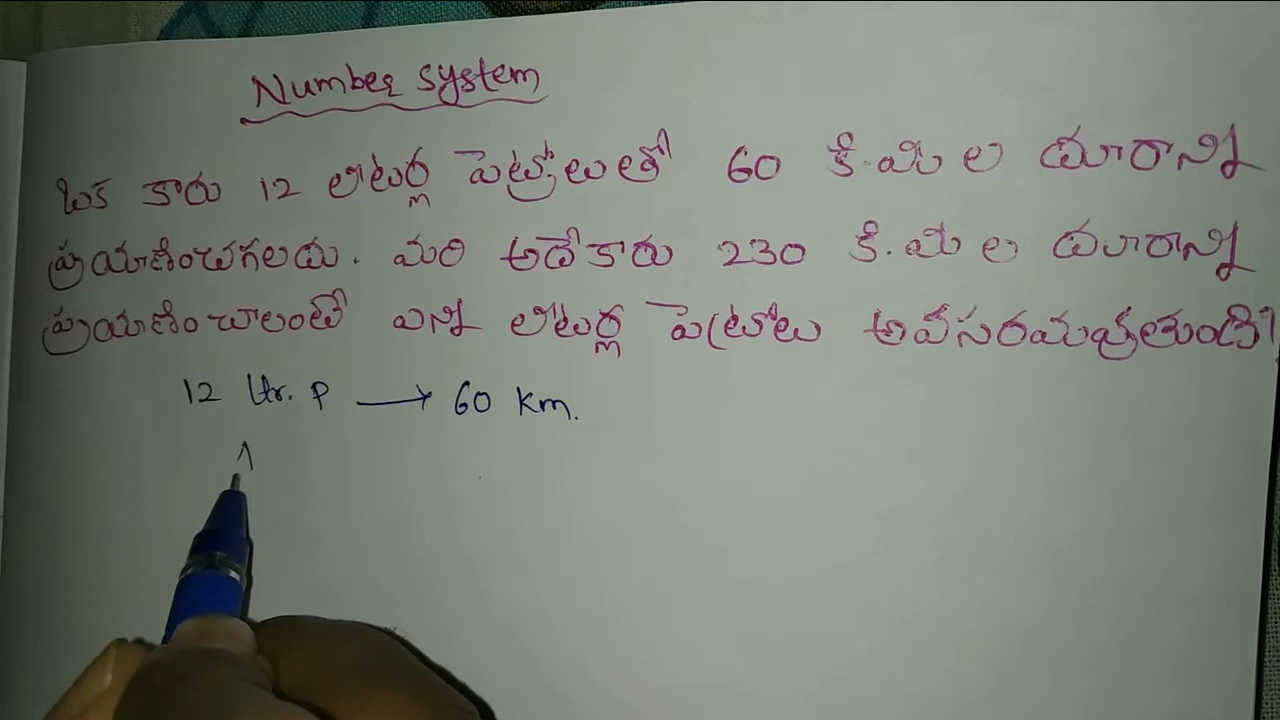 Number system
ఒక కారు 12 లీటర్ల పెట్రోలుతో 60 కి.మీ ల దూరాన్ని
ప్రయాణించగలదు. మరి అదేకారు 230 కి.మీ ల దూరాన్ని
ప్రయాణించాలంటే ఎన్ని లీటర్ల పెట్రోలు అవసరమవుతుంది?
12 ltr. P → 60 km.